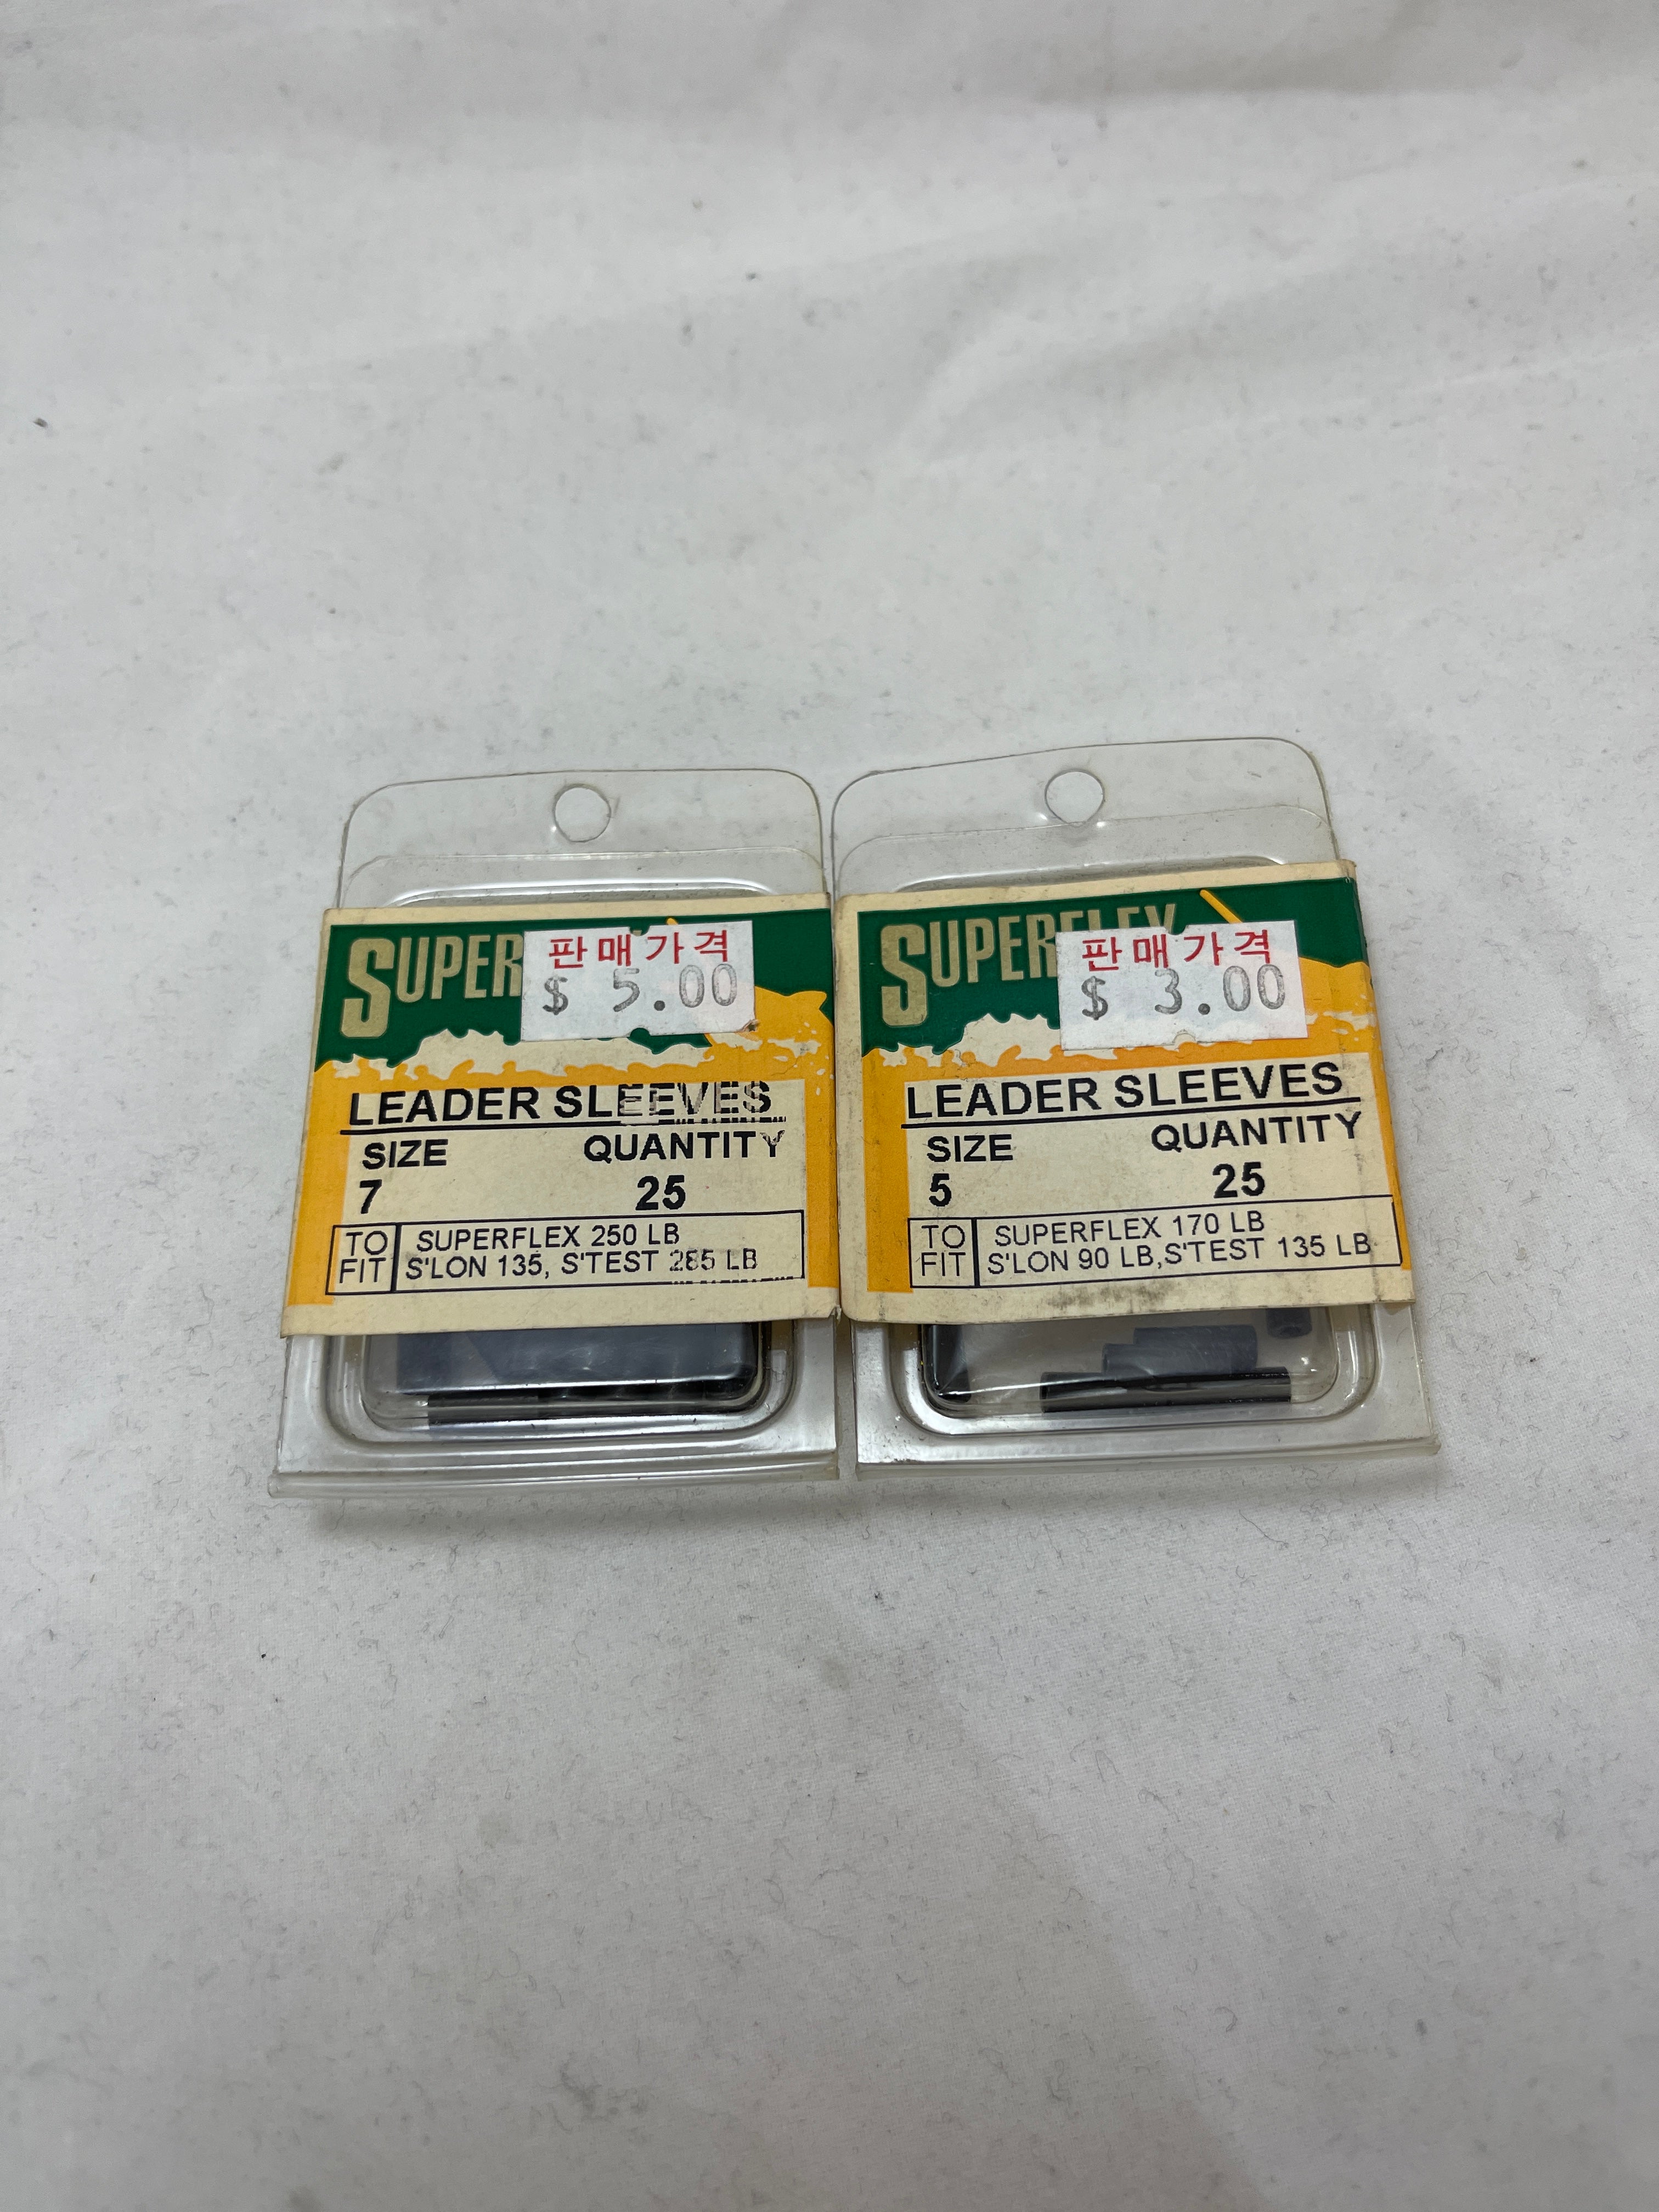 SUPER
판매가격
$ 5.00
LEADER SLEEVES
SIZE QUANTITY
7 25
TO FIT
SUPERFLEX 250 LB
S'LON 135, S'TEST 285 LB
SUPERFLEX
판매가격
$ 3.00
LEADER SLEEVES
SIZE QUANTITY
5 25
TO FIT
SUPERFLEX 170 LB
S'LON 90 LB,S'TEST 135 LB